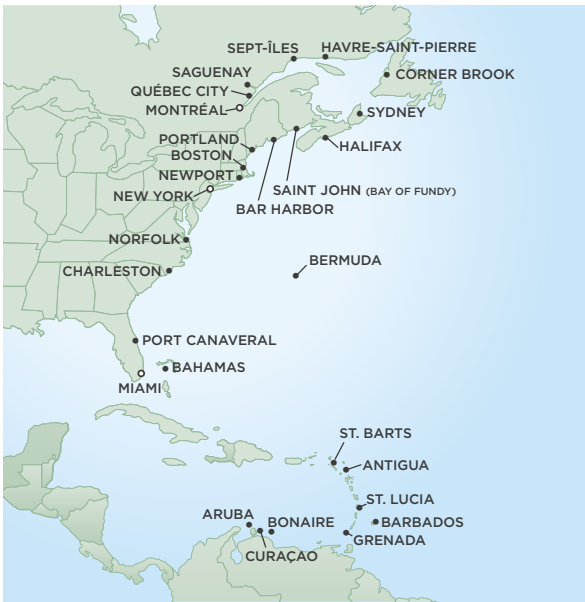 SEPT-ÎLES
HAVRE-SAINT-PIERRE
SAGUENAY
CORNER BROOK
QUÉBEC CITY
MONTRÉAL
SYDNEY
PORTLAND
HALIFAX
BOSTON
NEWPORT
SAINT JOHN (BAY OF FUNDY)
NEW YORK
BAR HARBOR
NORFOLK
BERMUDA
CHARLESTON
PORT CANAVERAL
BAHAMAS
MIAMI
ST. BARTS
ANTIGUA
ST. LUCIA
ARUBA
BONAIRE
BARBADOS
GRENADA
CURAÇAO